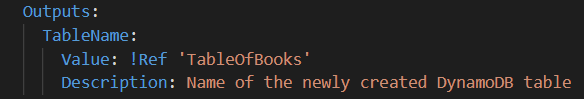 Outputs:
TableName:
Value: !Ref 'TableOfBooks'
Description: Name of the newly created DynamoDB table